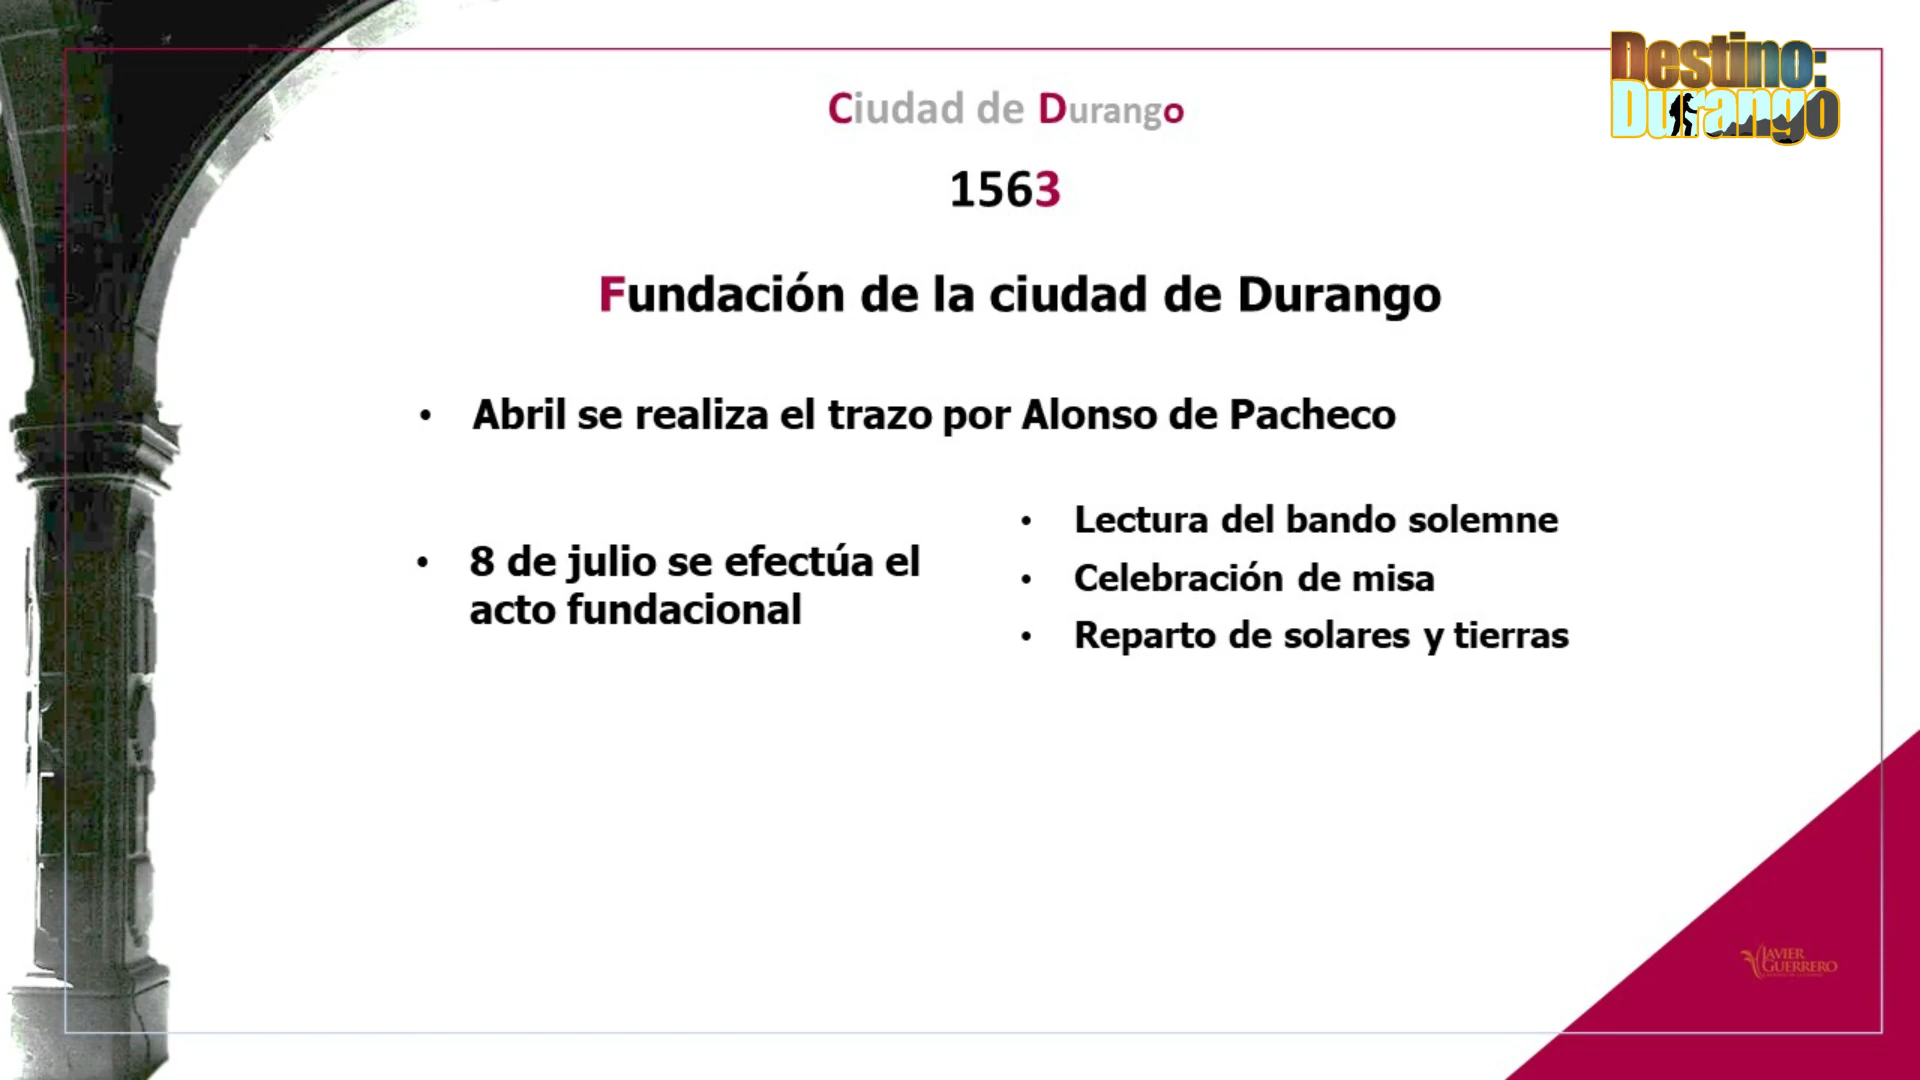 Destino:
Durango
Ciudad de Durango
1563
Fundación de la ciudad de Durango
• Abril se realiza el trazo por Alonso de Pacheco
• 8 de julio se efectúa el
acto fundacional
• Lectura del bando solemne
• Celebración de misa
• Reparto de solares y tierras
JAVIER
GUERRERO